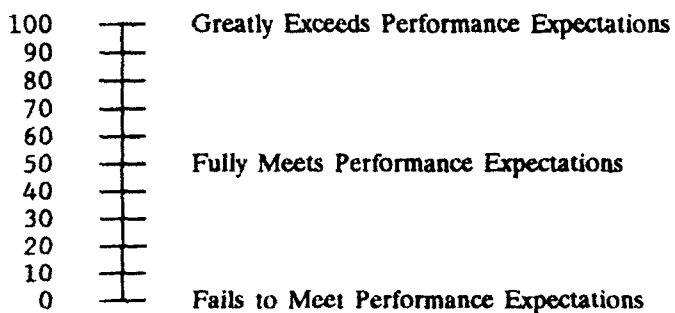 100 Greatly Exceeds Performance Expectations
90
80
70
60
50 Fully Meets Performance Expectations
40
30
20
10
0 Fails to Meet Performance Expectations